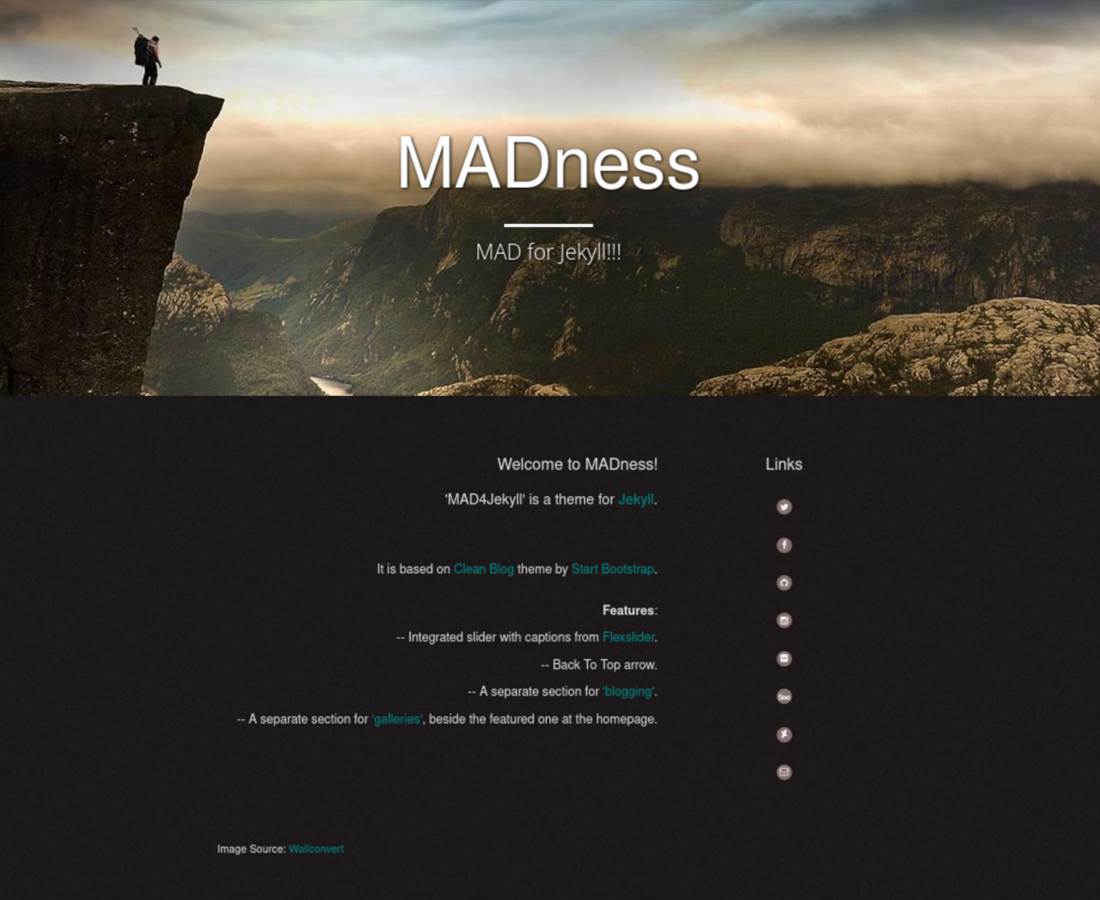 MADness
MAD for Jekyll!!!
Welcome to MADness!
'MAD4Jekyll' is a theme for Jekyll.
It is based on Clean Blog theme by Start Bootstrap.
Features:
-- Integrated slider with captions from Flexslider.
-- Back To Top arrow.
-- A separate section for 'blogging'.
-- A separate section for 'galleries', beside the featured one at the homepage.
Links
500
Image Source: Wallconvert